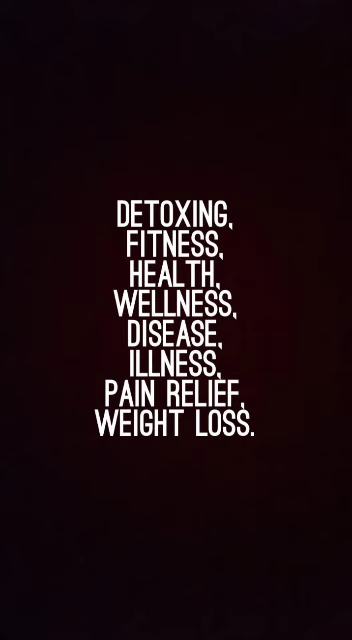 DETOXING,
FITNESS,
HEALTH,
WELLNESS,
DISEASE,
ILLNESS,
PAIN RELIEF,
WEIGHT LOSS.